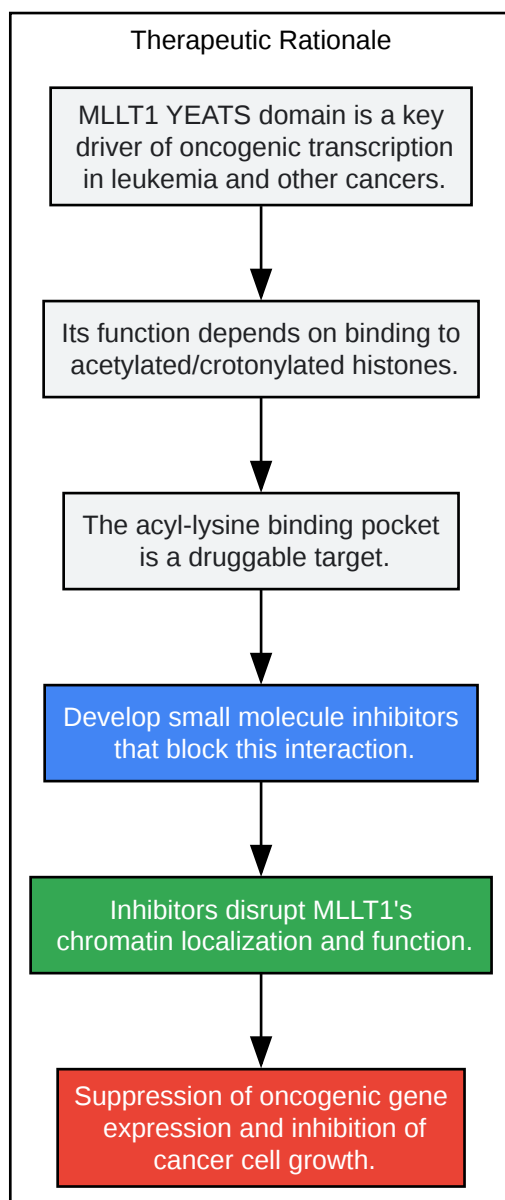 Therapeutic Rationale
MLLT1 YEATS domain is a key
driver of oncogenic transcription
in leukemia and other cancers.
Its function depends on binding to
acetylated/crotonylated histones.
The acyl-lysine binding pocket
is a druggable target.
Develop small molecule inhibitors
that block this interaction.
Inhibitors disrupt MLLT1's
chromatin localization and function.
Suppression of oncogenic gene
expression and inhibition of
cancer cell growth.